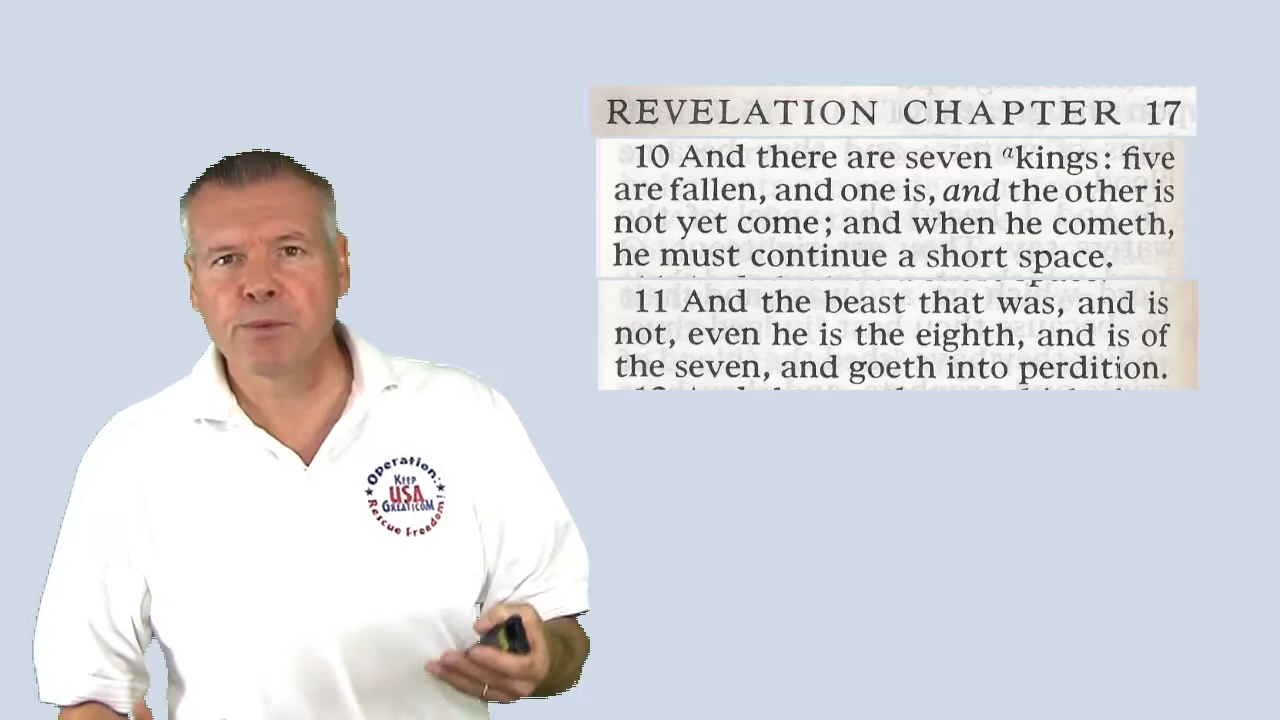 REVELATION CHAPTER 17
10 And there are seven ᵃkings: five
are fallen, and one is, and the other is
not yet come; and when he cometh,
he must continue a short space.
11 And the beast that was, and is
not, even he is the eighth, and is of
the seven, and goeth into perdition.
Operation:
KEEP
USA
GREAT.COM
Rescue Freedom!